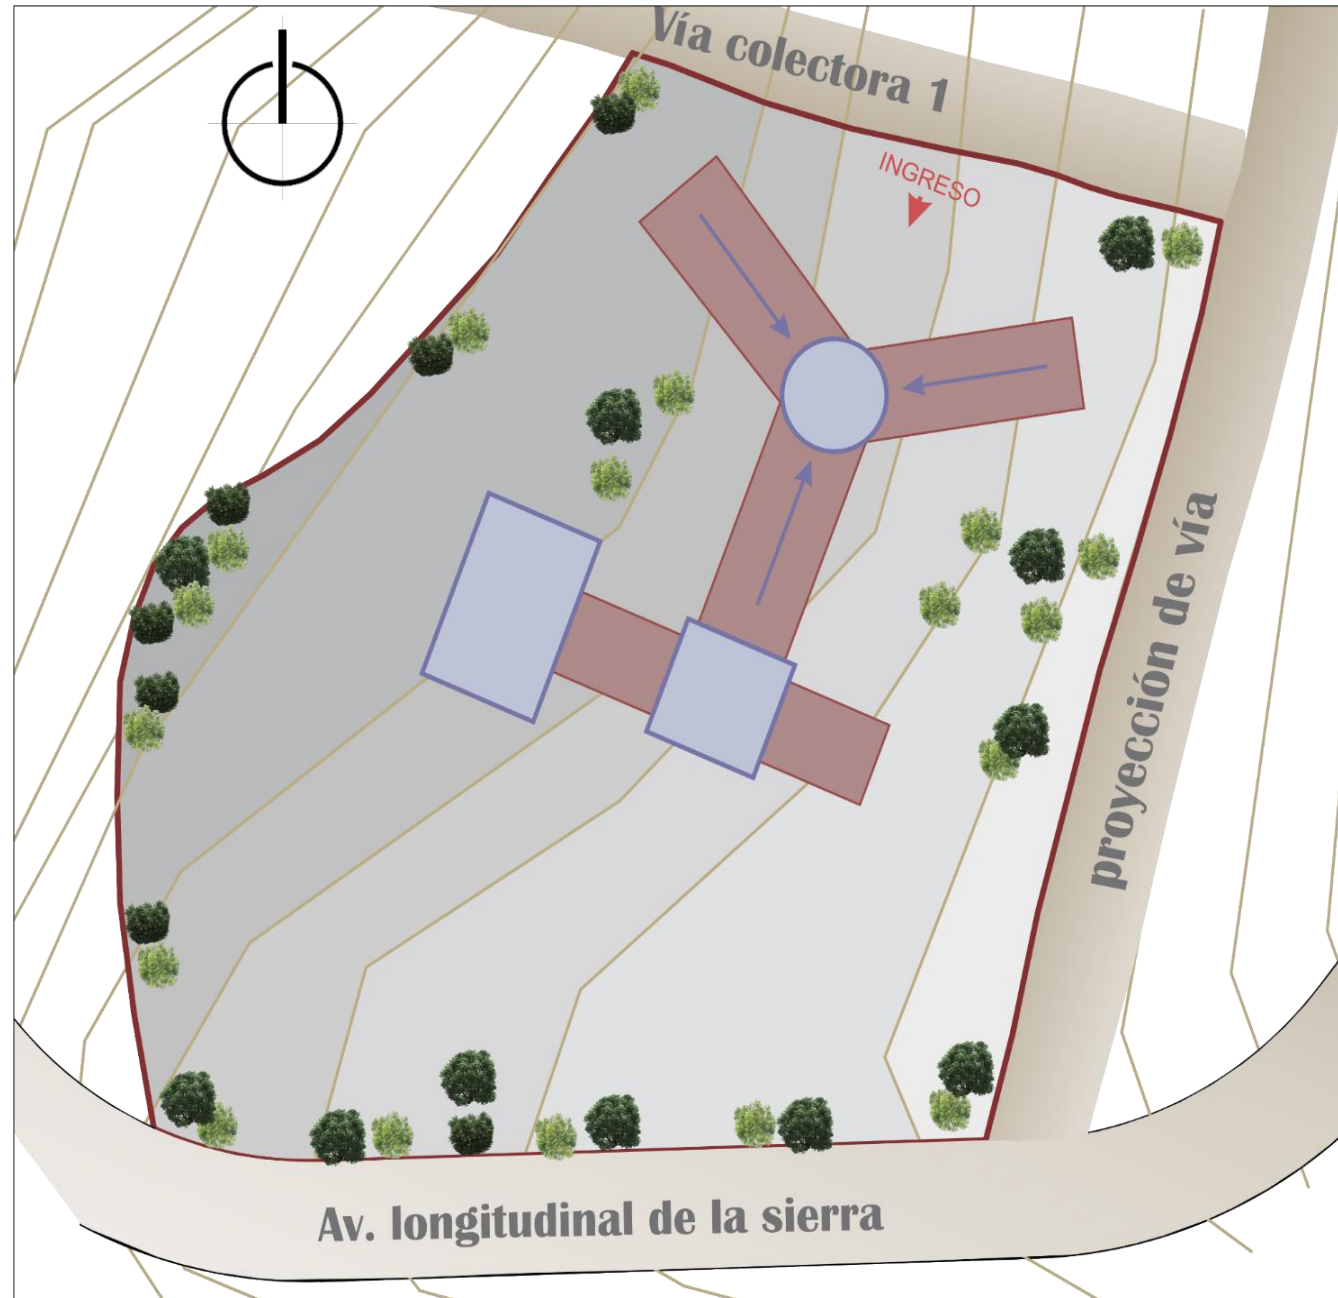 Vía colectora 1
INGRESO
proyección de vía
Av. longitudinal de la sierra